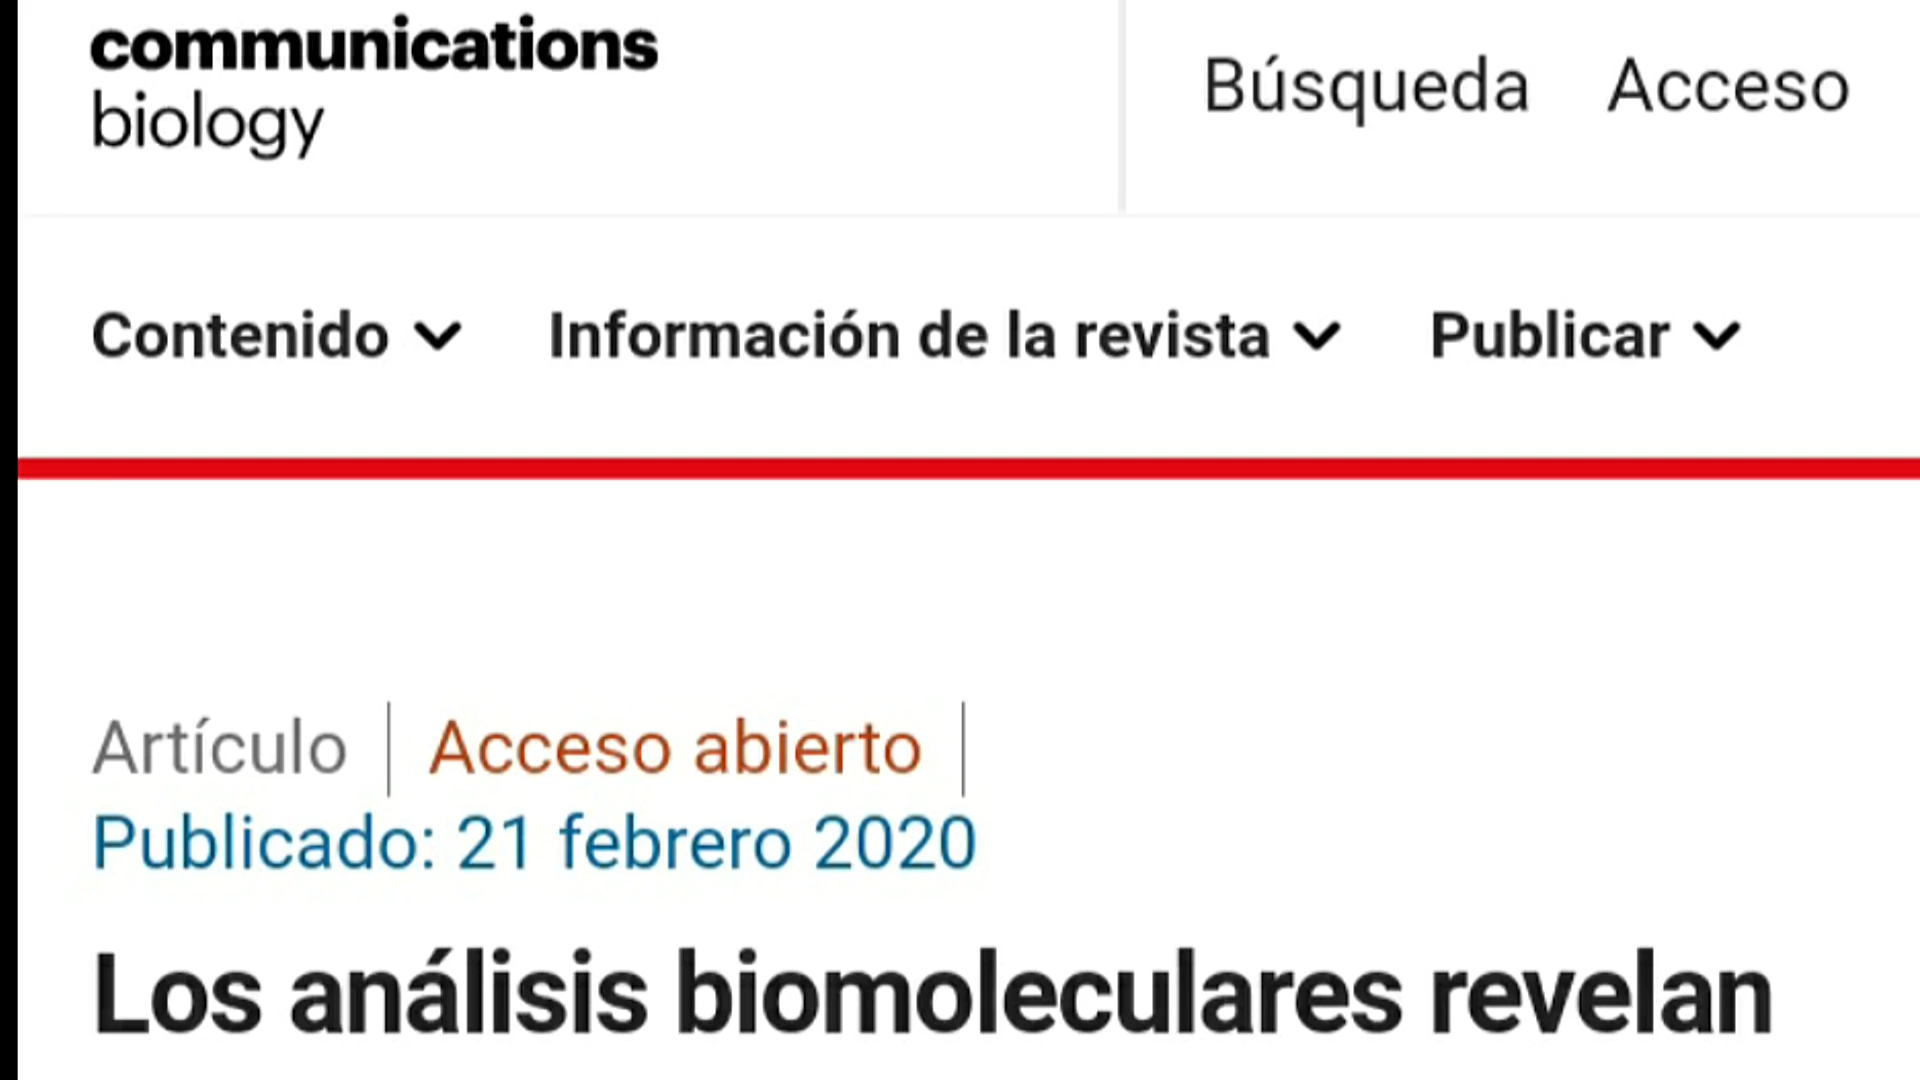 communications
biology
Búsqueda Acceso
Contenido Información de la revista Publicar
Artículo Acceso abierto
Publicado: 21 febrero 2020
Los análisis biomoleculares revelan